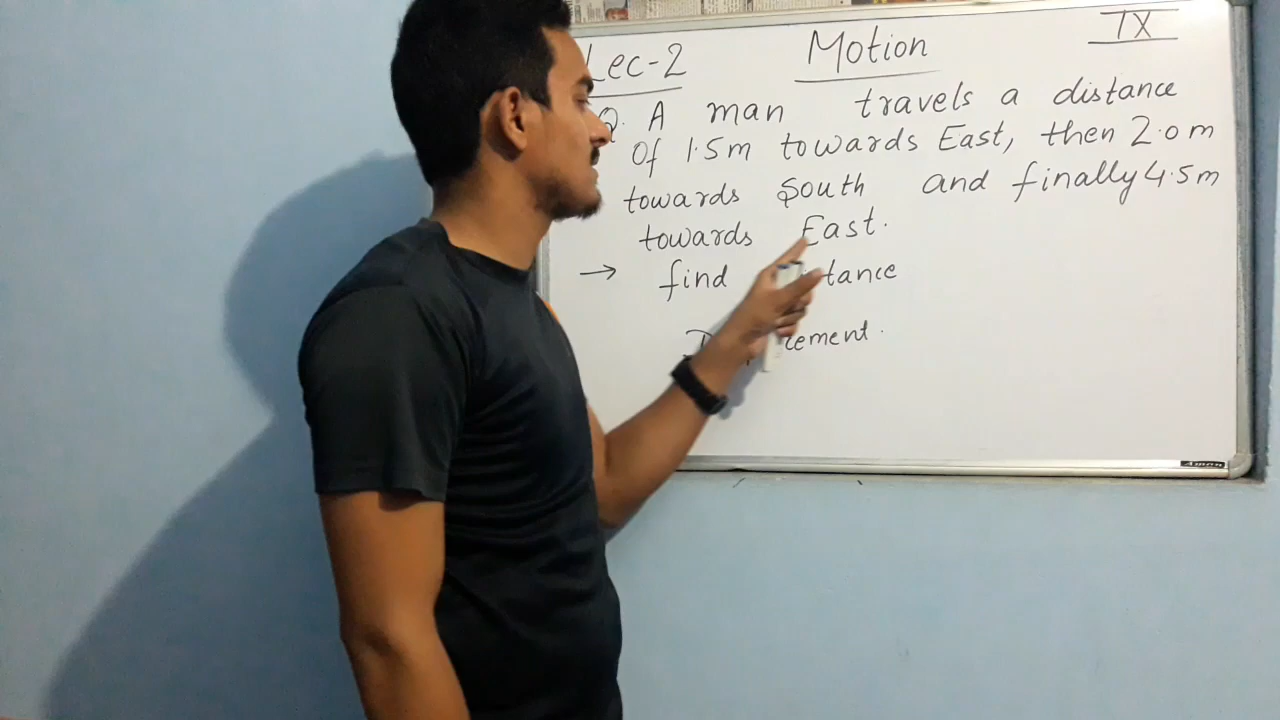 Lec-2 Motion IX
Q. A man travels a distance
Of 1.5m towards East, then 2.0 m
towards South and finally 4.5m
towards East.
→ find